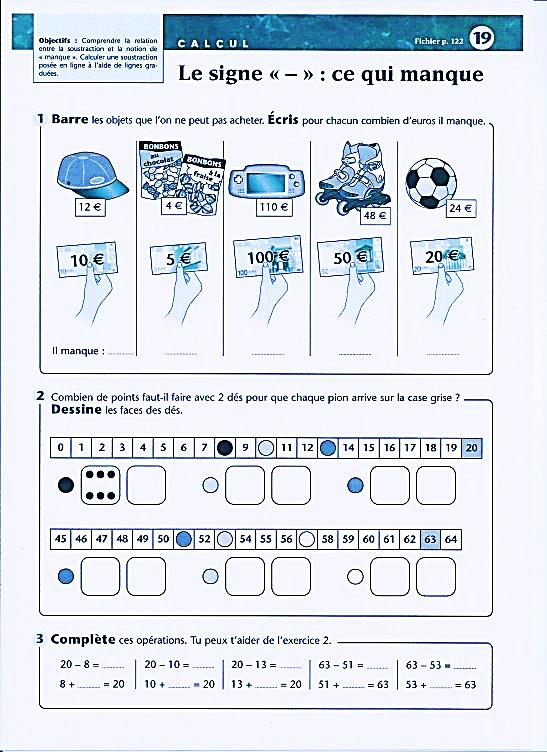 Objectifs : Comprendre la relation
entre la soustraction et la notion de
« manque ». Calculer une soustraction
posée en ligne à l'aide de lignes gra-
duées.
CALCUL
Fichier p. 122
19
Le signe « – » : ce qui manque
1 Barre les objets que l'on ne peut pas acheter. Écris pour chacun combien d'euros il manque.
BONBONS
au chocolat
BONBONS
à la fraise
12 €
4 €
110 €
48 €
24 €
10 €
5 €
100 €
50 €
20 €
Il manque : ........ ........ ........ ........ ........
2 Combien de points faut-il faire avec 2 dés pour que chaque pion arrive sur la case grise ?
Dessine les faces des dés.
0 1 2 3 4 5 6 7 9 11 12 14 15 16 17 18 19 20
45 46 47 48 49 50 52 54 55 56 58 59 60 61 62 63 64
3 Complète ces opérations. Tu peux t'aider de l'exercice 2.
20 – 8 = ........ 20 – 10 = ........ 20 – 13 = ........ 63 – 51 = ........ 63 – 53 = ........
8 + ........ = 20 10 + ........ = 20 13 + ........ = 20 51 + ........ = 63 53 + ........ = 63